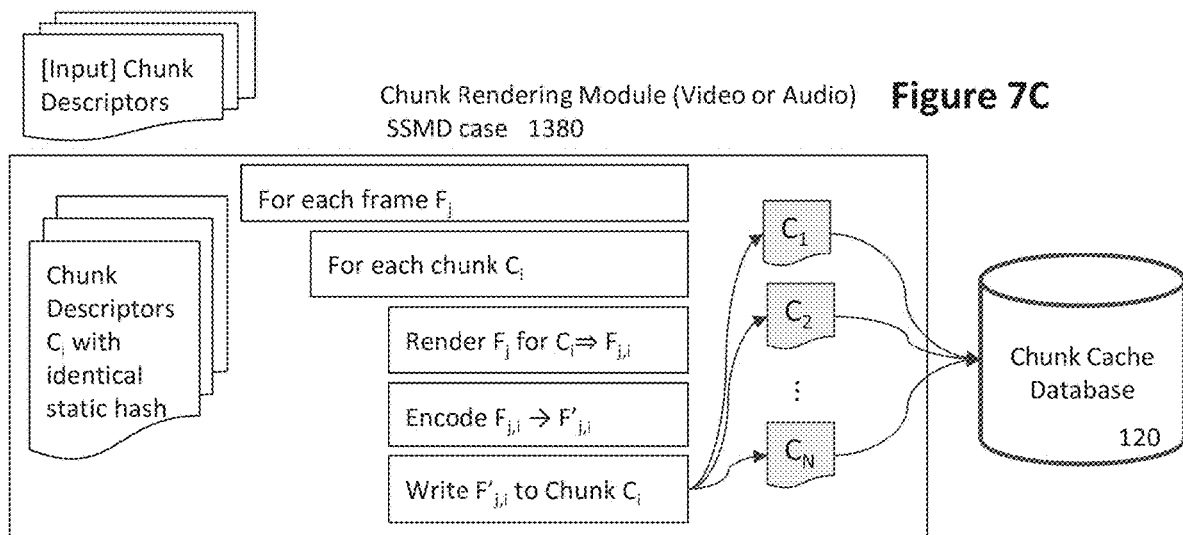 [Input] Chunk
Descriptors
Chunk Rendering Module (Video or Audio)
SSMD case 1380
Figure 7C
Chunk
Descriptors
Cᵢ with
identical
static hash
For each frame Fⱼ
For each chunk Cᵢ
Render Fⱼ for Cᵢ⇒ Fⱼ,ᵢ
Encode Fⱼ,ᵢ → F'ⱼ,ᵢ
Write F'ⱼ,ᵢ to Chunk Cᵢ
C₁
C₂
⋮
C_N
Chunk Cache
Database
120